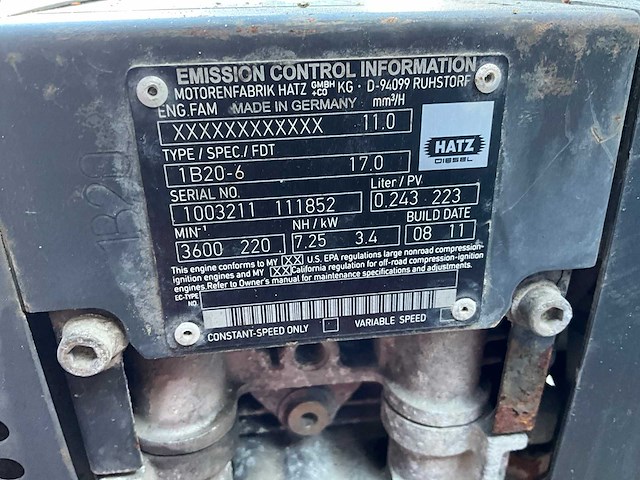 EMISSION CONTROL INFORMATION
MOTORENFABRIK HATZ GMBH +CO KG · D-94099 RUHSTORF
ENG.FAM MADE IN GERMANY mm³/H
XXXXXXXXXXXX 11.0
TYPE / SPEC. / FDT
1B20-6 17.0
HATZ
DIESEL
SERIAL NO. Liter / PV.
1003211 111852 0.243 223
MIN⁻¹ NH / kW BUILD DATE
3600 220 7.25 3.4 08 11
This engine conforms to MY XX U.S. EPA regulations large nonroad compression-
ignition engines and MY XX California regulation for off-road compression-ignition
engines. Refer to Owner's manual for maintenance specifications and adjustments.
EC-TYPE
NO.
CONSTANT-SPEED ONLY VARIABLE SPEED
1B20